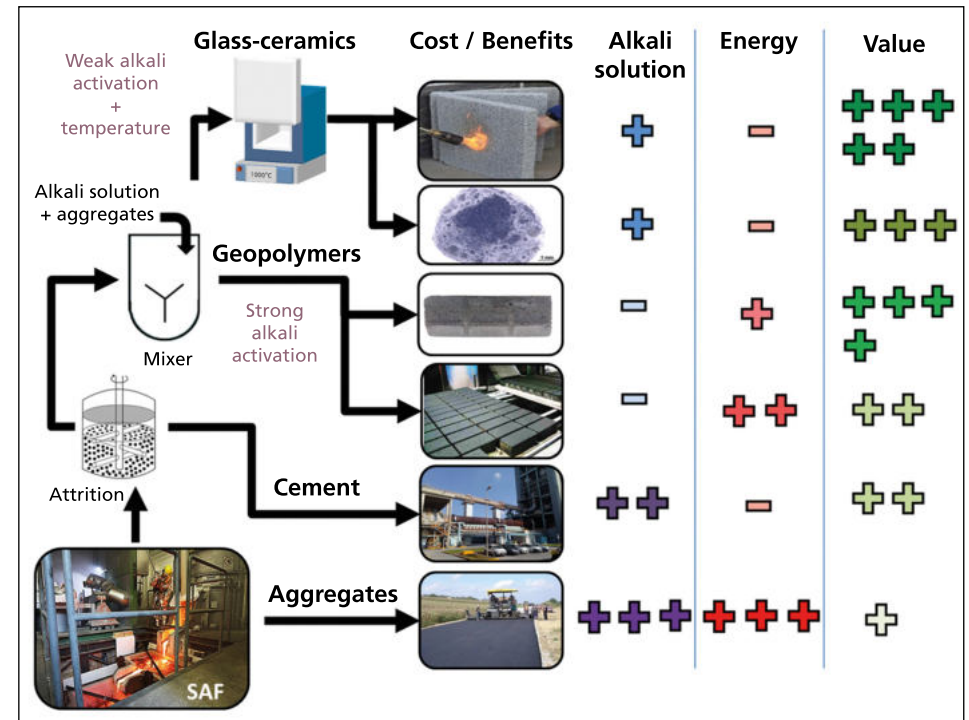 Glass-ceramics
Cost / Benefits
Alkali
solution
Energy
Value
Weak alkali
activation
+
temperature
1000°C
Alkali solution
+ aggregates
Geopolymers
Strong
alkali
activation
Mixer
Attrition
Cement
Aggregates
SAF